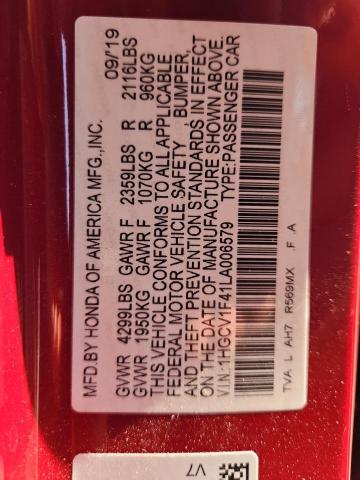 MFD.BY HONDA OF AMERICA MFG.,INC. 09/19
GVWR 4299LBS GAWR F 2359LBS R 2116LBS
GVWR 1950KG GAWR F 1070KG R 960KG
THIS VEHICLE CONFORMS TO ALL APPLICABLE
FEDERAL MOTOR VEHICLE SAFETY , BUMPER,
AND THEFT PREVENTION STANDARDS IN EFFECT
ON THE DATE OF MANUFACTURE SHOWN ABOVE.
V.I.N.:1HGCV1F41LA006579 TYPE:PASSENGER CAR
TVA L AH7 R569MX .F .A
V7